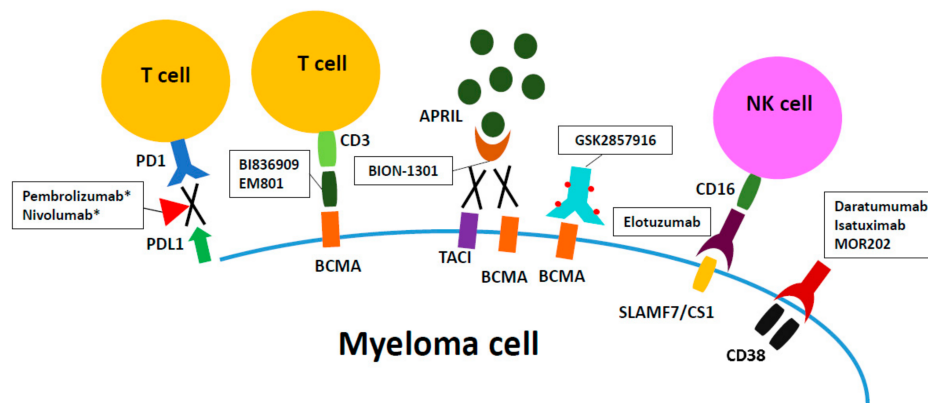 T cell
T cell
NK cell
APRIL
CD3
PD1
BI836909
EM801
BION-1301
GSK2857916
CD16
Pembrolizumab*
Nivolumab*
Elotuzumab
Daratumumab
Isatuximab
MOR202
PDL1
BCMA
TACI
BCMA
BCMA
SLAMF7/CS1
CD38
Myeloma cell